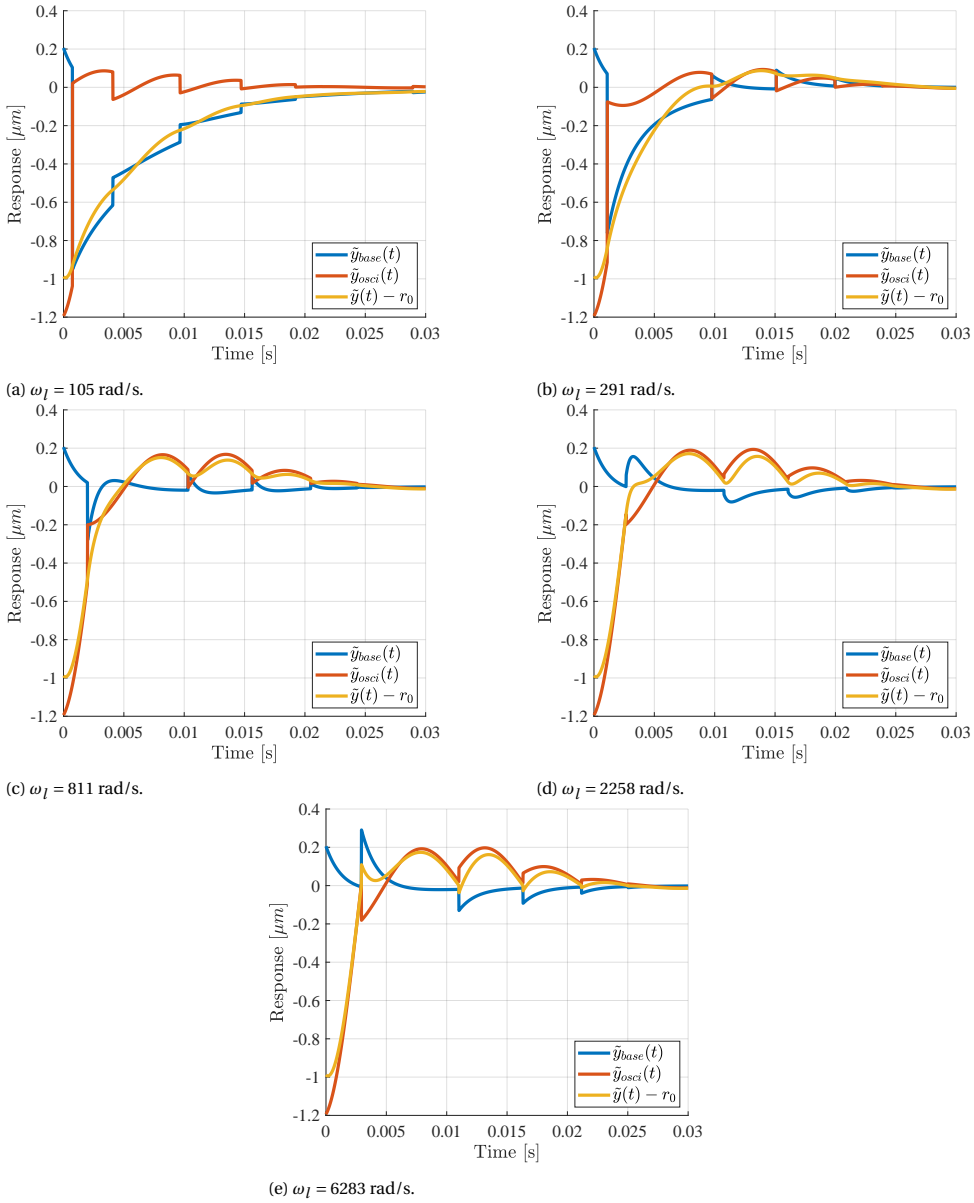 0.4
0.2
0
-0.2
-0.4
-0.6
-0.8
-1
-1.2
Response [μm]
0 0.005 0.01 0.015 0.02 0.025 0.03
Time [s]
ỹ_base(t)
ỹ_osci(t)
ỹ(t) − r₀
(a) ω_l = 105 rad/s.
0.4
0.2
0
-0.2
-0.4
-0.6
-0.8
-1
-1.2
Response [μm]
0 0.005 0.01 0.015 0.02 0.025 0.03
Time [s]
ỹ_base(t)
ỹ_osci(t)
ỹ(t) − r₀
(b) ω_l = 291 rad/s.
0.4
0.2
0
-0.2
-0.4
-0.6
-0.8
-1
-1.2
Response [μm]
0 0.005 0.01 0.015 0.02 0.025 0.03
Time [s]
ỹ_base(t)
ỹ_osci(t)
ỹ(t) − r₀
(c) ω_l = 811 rad/s.
0.4
0.2
0
-0.2
-0.4
-0.6
-0.8
-1
-1.2
Response [μm]
0 0.005 0.01 0.015 0.02 0.025 0.03
Time [s]
ỹ_base(t)
ỹ_osci(t)
ỹ(t) − r₀
(d) ω_l = 2258 rad/s.
0.4
0.2
0
-0.2
-0.4
-0.6
-0.8
-1
-1.2
Response [μm]
0 0.005 0.01 0.015 0.02 0.025 0.03
Time [s]
ỹ_base(t)
ỹ_osci(t)
ỹ(t) − r₀
(e) ω_l = 6283 rad/s.